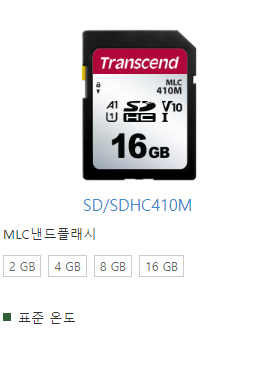 Transcend
MLC
410M
A1 SD HC V10
U1 I
16GB
SD/SDHC410M
MLC낸드플래시
2 GB 4 GB 8 GB 16 GB
표준 온도